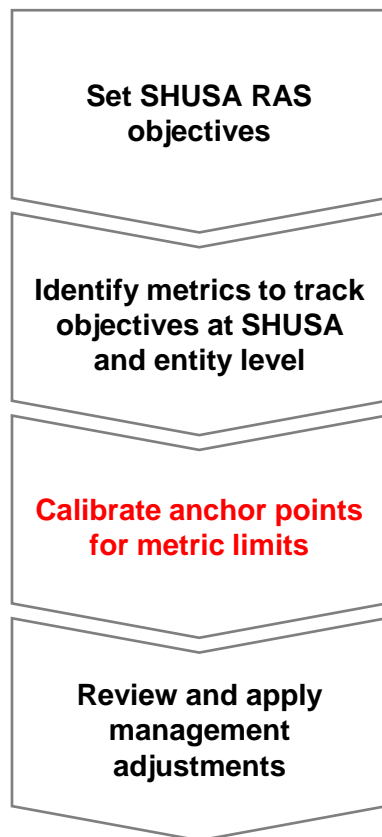 Set SHUSA RAS
objectives
Identify metrics to track
objectives at SHUSA
and entity level
Calibrate anchor points
for metric limits
Review and apply
management
adjustments